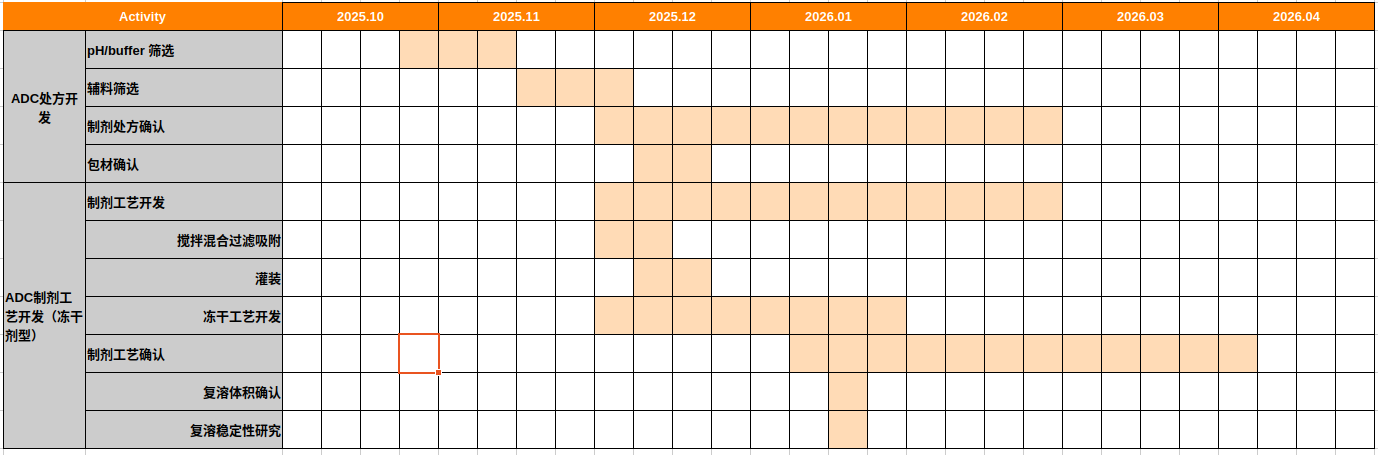 Activity 2025.10 2025.11 2025.12 2026.01 2026.02 2026.03 2026.04
ADC处方开
发
pH/buffer 筛选
辅料筛选
制剂处方确认
包材确认
ADC制剂工
艺开发（冻干
剂型）
制剂工艺开发
搅拌混合过滤吸附
灌装
冻干工艺开发
制剂工艺确认
复溶体积确认
复溶稳定性研究